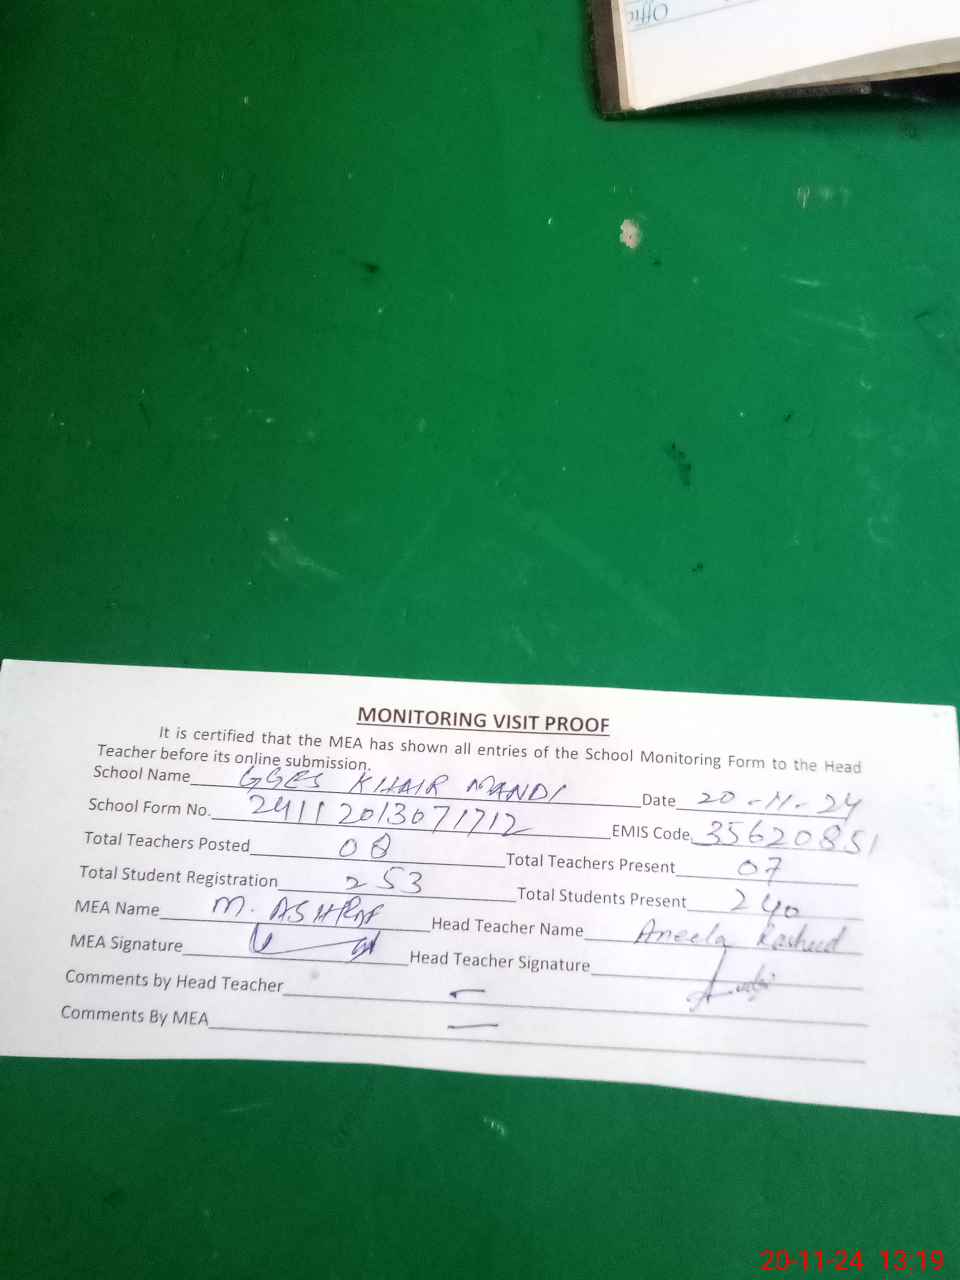 Offic
MONITORING VISIT PROOF
It is certified that the MEA has shown all entries of the School Monitoring Form to the Head
Teacher before its online submission.
School Name GGES KHAIR MANDI Date 20-11-24
School Form No. 24112013071712 EMIS Code 35620851
Total Teachers Posted 08 Total Teachers Present 07
Total Student Registration 253 Total Students Present 240
MEA Name M. ASHRAF Head Teacher Name Aneela Rasheed
MEA Signature Head Teacher Signature
Comments by Head Teacher —
Comments By MEA —
20-11-24 13:19